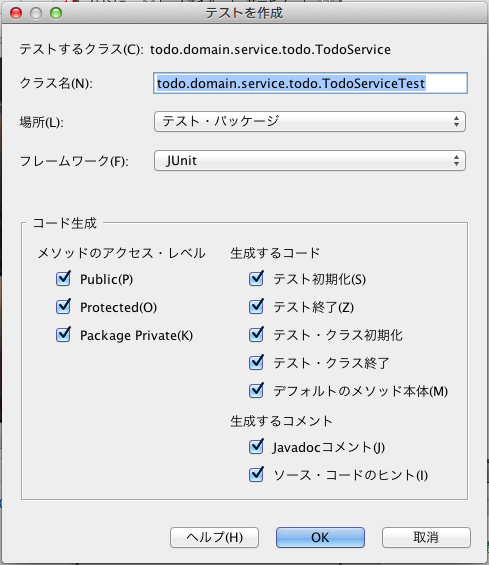 テストを作成
テストするクラス(C): todo.domain.service.todo.TodoService
クラス名(N): todo.domain.service.todo.TodoServiceTest
場所(L): テスト・パッケージ
フレームワーク(F): JUnit
コード生成
メソッドのアクセス・レベル
Public(P)
Protected(O)
Package Private(K)
生成するコード
テスト初期化(S)
テスト終了(Z)
テスト・クラス初期化
テスト・クラス終了
デフォルトのメソッド本体(M)
生成するコメント
Javadocコメント(J)
ソース・コードのヒント(I)
ヘルプ(H) OK 取消